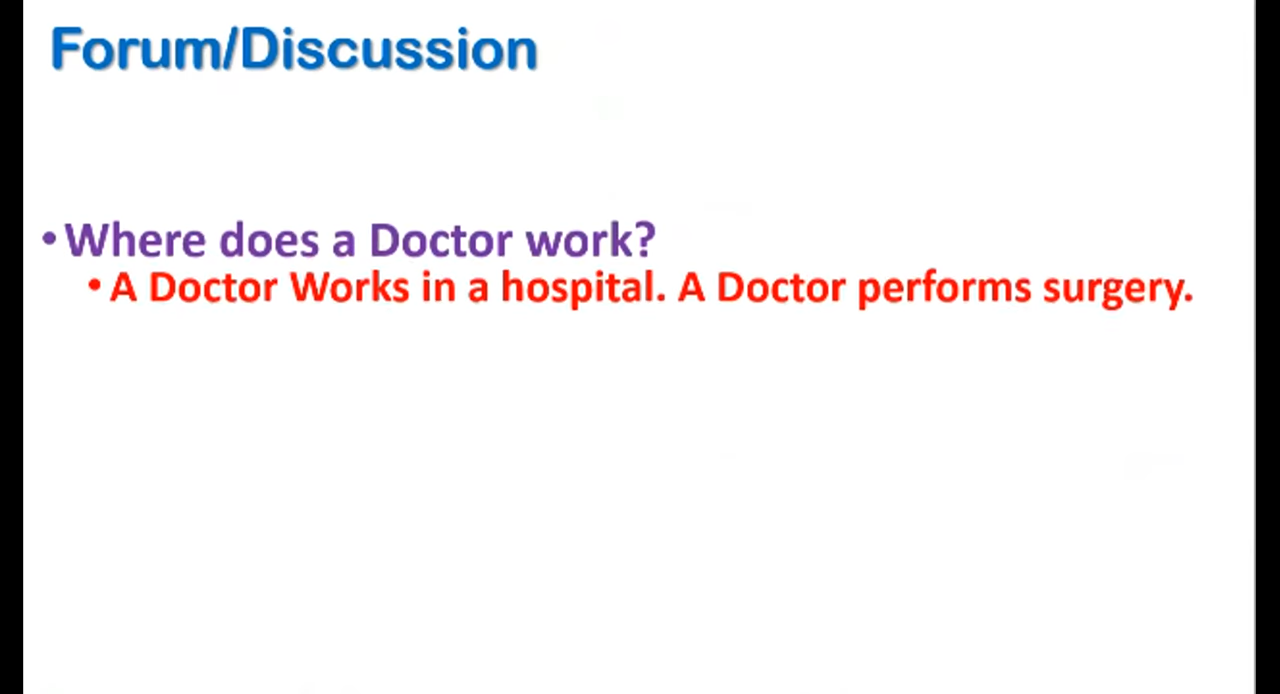 Forum/Discussion
•Where does a Doctor work?
•A Doctor Works in a hospital. A Doctor performs surgery.